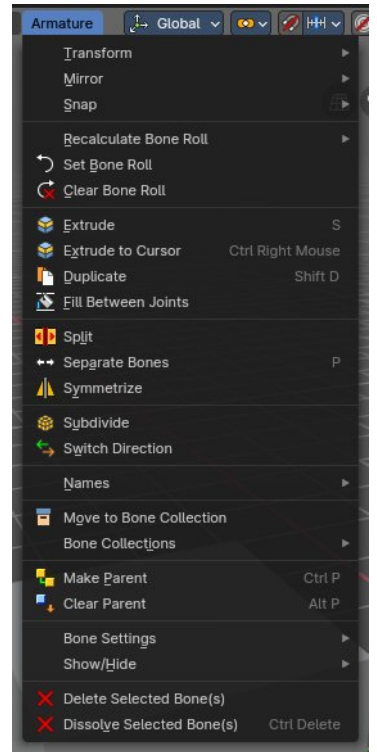 Armature Global
Transform
Mirror
Snap
Recalculate Bone Roll
Set Bone Roll
Clear Bone Roll
Extrude S
Extrude to Cursor Ctrl Right Mouse
Duplicate Shift D
Fill Between Joints
Split
Separate Bones P
Symmetrize
Subdivide
Switch Direction
Names
Move to Bone Collection
Bone Collections
Make Parent Ctrl P
Clear Parent Alt P
Bone Settings
Show/Hide
Delete Selected Bone(s)
Dissolve Selected Bone(s) Ctrl Delete